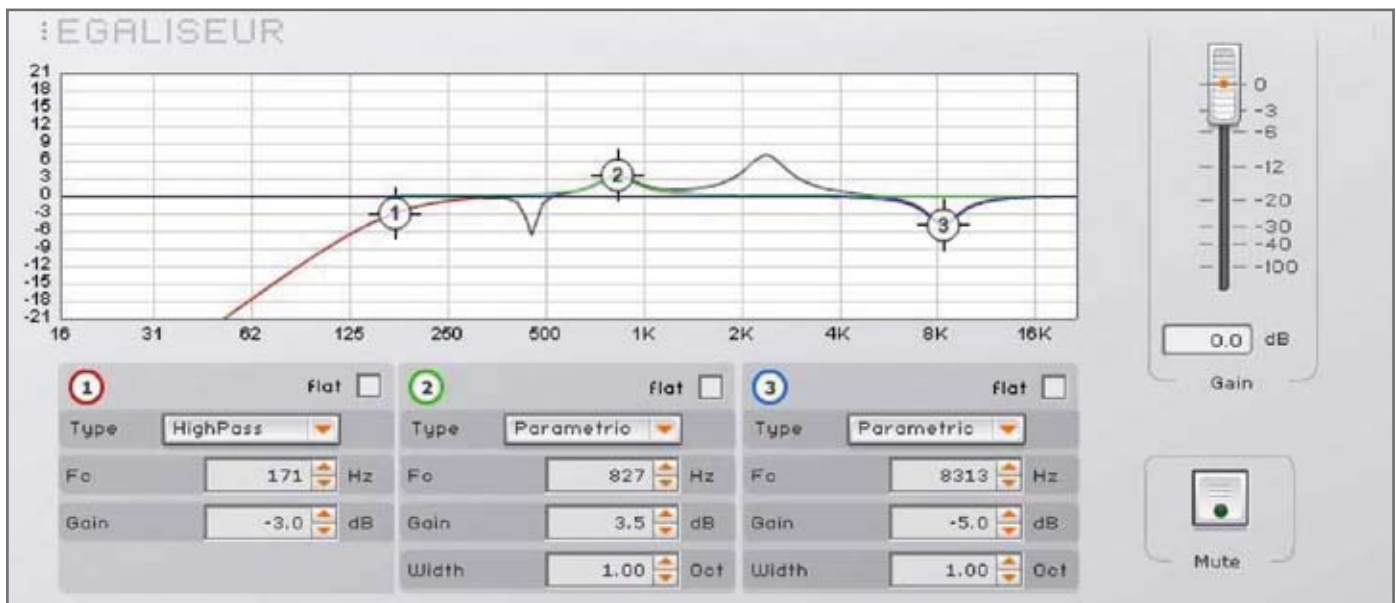 EGALISEUR
21
18
15
12
9
6
3
0
-3
-6
-9
-12
-15
-18
-21
16 31 62 125 250 500 1K 2K 4K 8K 16K
1
2
3
0
-3
-6
-12
-20
-30
-40
-100
0.0 dB
Gain
Mute
1 flat
Type HighPass
Fc 171 Hz
Gain -3.0 dB
2 flat
Type Parametric
Fc 827 Hz
Gain 3.5 dB
Width 1.00 Oct
3 flat
Type Parametric
Fc 8313 Hz
Gain -5.0 dB
Width 1.00 Oct